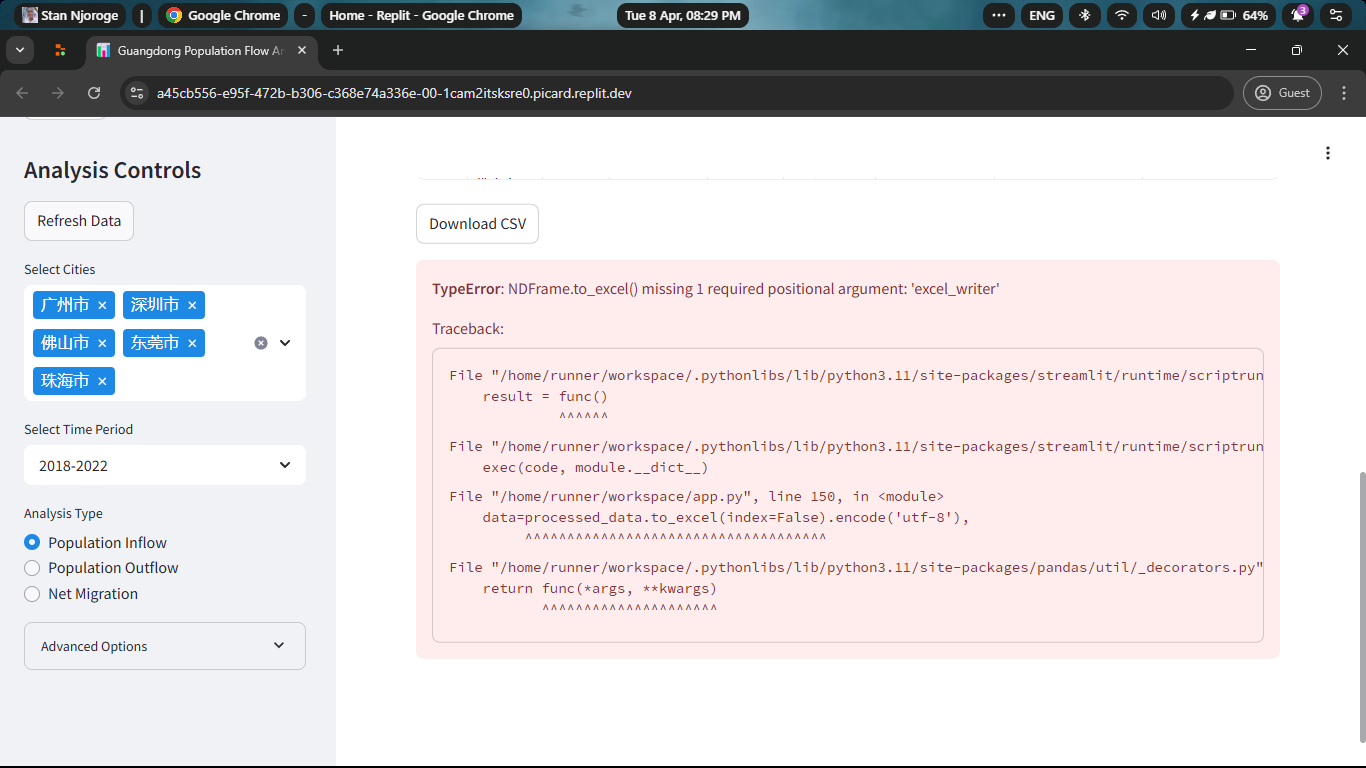 Stan Njoroge | Google Chrome - Home - Replit - Google Chrome Tue 8 Apr, 08:29 PM ENG 64% 3
Guangdong Population Flow An
a45cb556-e95f-472b-b306-c368e74a336e-00-1cam2itsksre0.picard.replit.dev Guest
Analysis Controls
Refresh Data
Select Cities
广州市 × 深圳市 ×
佛山市 × 东莞市 ×
珠海市 ×
Select Time Period
2018-2022
Analysis Type
Population Inflow
Population Outflow
Net Migration
Advanced Options
Download CSV
TypeError: NDFrame.to_excel() missing 1 required positional argument: 'excel_writer'
Traceback:
File "/home/runner/workspace/.pythonlibs/lib/python3.11/site-packages/streamlit/runtime/scriptrun
result = func()
^^^^^^
File "/home/runner/workspace/.pythonlibs/lib/python3.11/site-packages/streamlit/runtime/scriptrun
exec(code, module.__dict__)
File "/home/runner/workspace/app.py", line 150, in <module>
data=processed_data.to_excel(index=False).encode('utf-8'),
^^^^^^^^^^^^^^^^^^^^^^^^^^^^^^^^^^^^
File "/home/runner/workspace/.pythonlibs/lib/python3.11/site-packages/pandas/util/_decorators.py"
return func(*args, **kwargs)
^^^^^^^^^^^^^^^^^^^^^